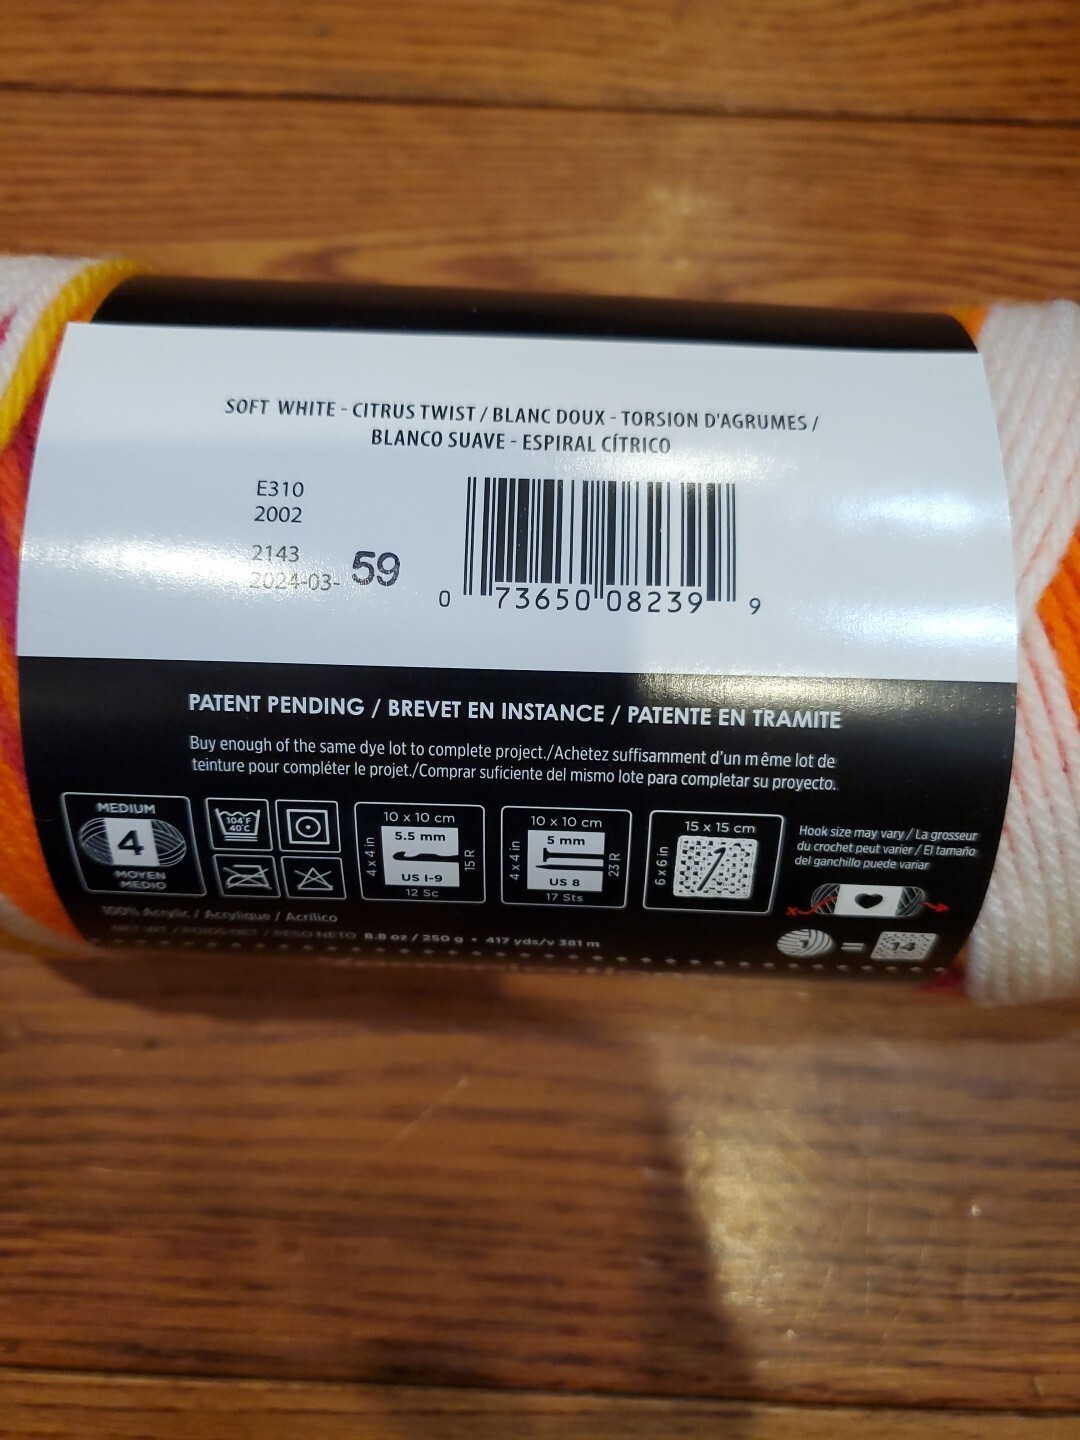 SOFT WHITE - CITRUS TWIST / BLANC DOUX - TORSION D'AGRUMES /
BLANCO SUAVE - ESPIRAL CÍTRICO
E310
2002
2143
2024-03- 59
0 73650 08239 9
PATENT PENDING / BREVET EN INSTANCE / PATENTE EN TRAMITE
Buy enough of the same dye lot to complete project./Achetez suffisamment d'un même lot de
teinture pour compléter le projet./Comprar suficiente del mismo lote para completar su proyecto.
MEDIUM
4
MOYEN
MEDIO
104°F
40°C
10 x 10 cm
4 x 4 in
5.5 mm
US I-9
15 R
12 Sc
10 x 10 cm
4 x 4 in
5 mm
US 8
23 R
17 Sts
15 x 15 cm
6 x 6 in
Hook size may vary / La grosseur
du crochet peut varier / El tamaño
del ganchillo puede variar
1 = 14
100% Acrylic / Acrylique / Acrílico
NET WT / POIDS NET / PESO NETO 8.8 oz / 250 g • 417 yds/v 381 m